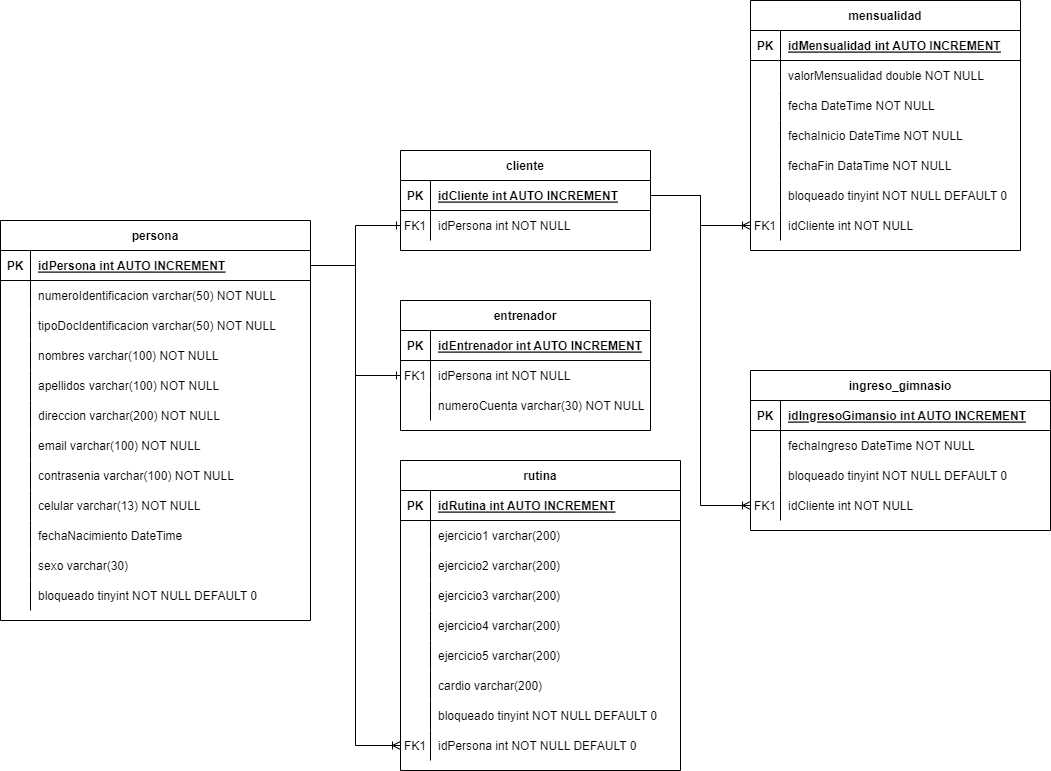 persona
PK idPersona int AUTO INCREMENT
numeroIdentificacion varchar(50) NOT NULL
tipoDocIdentificacion varchar(50) NOT NULL
nombres varchar(100) NOT NULL
apellidos varchar(100) NOT NULL
direccion varchar(200) NOT NULL
email varchar(100) NOT NULL
contrasenia varchar(100) NOT NULL
celular varchar(13) NOT NULL
fechaNacimiento DateTime
sexo varchar(30)
bloqueado tinyint NOT NULL DEFAULT 0
cliente
PK idCliente int AUTO INCREMENT
FK1 idPersona int NOT NULL
entrenador
PK idEntrenador int AUTO INCREMENT
FK1 idPersona int NOT NULL
numeroCuenta varchar(30) NOT NULL
rutina
PK idRutina int AUTO INCREMENT
ejercicio1 varchar(200)
ejercicio2 varchar(200)
ejercicio3 varchar(200)
ejercicio4 varchar(200)
ejercicio5 varchar(200)
cardio varchar(200)
bloqueado tinyint NOT NULL DEFAULT 0
FK1 idPersona int NOT NULL DEFAULT 0
mensualidad
PK idMensualidad int AUTO INCREMENT
valorMensualidad double NOT NULL
fecha DateTime NOT NULL
fechaInicio DateTime NOT NULL
fechaFin DataTime NOT NULL
bloqueado tinyint NOT NULL DEFAULT 0
FK1 idCliente int NOT NULL
ingreso_gimnasio
PK idIngresoGimansio int AUTO INCREMENT
fechaIngreso DateTime NOT NULL
bloqueado tinyint NOT NULL DEFAULT 0
FK1 idCliente int NOT NULL